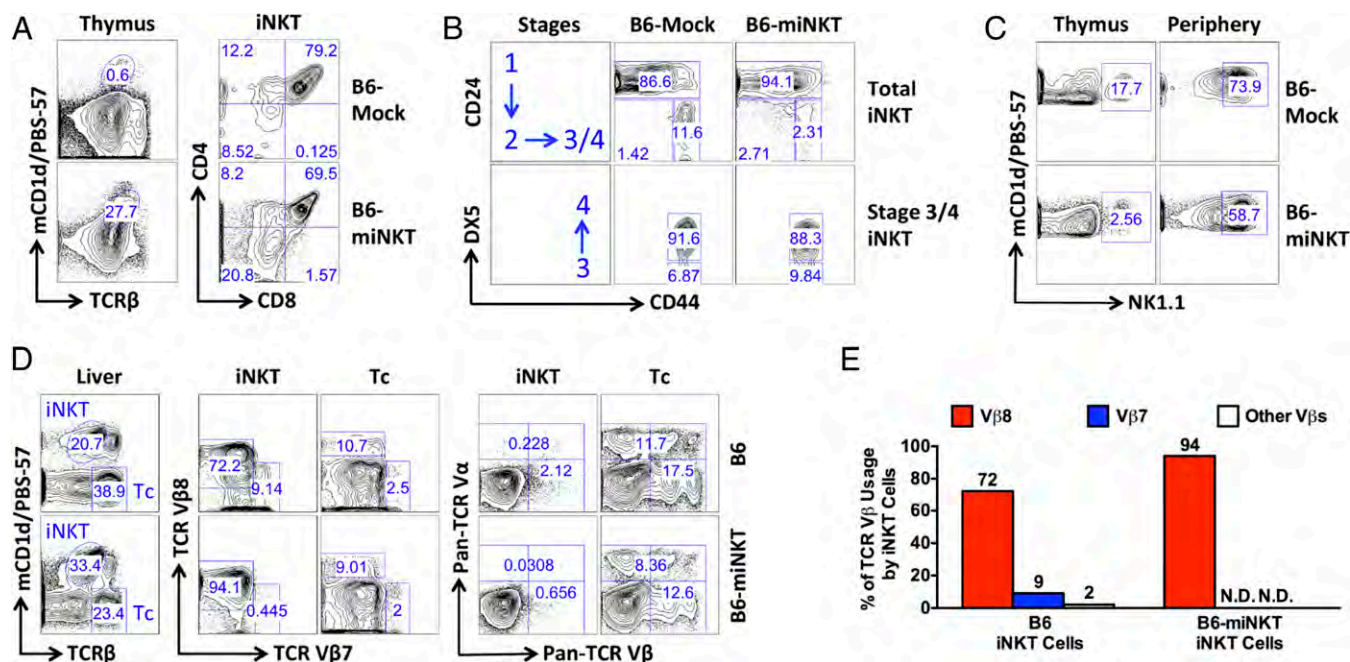 A
Thymus
iNKT
mCD1d/PBS-57
0.6
27.7
TCRβ
CD4
12.2
79.2
8.52
0.125
B6-
Mock
8.2
69.5
20.8
1.57
B6-
miNKT
CD8
B
Stages
B6-Mock
B6-miNKT
CD24
1
2
3/4
86.6
11.6
1.42
94.1
2.31
2.71
Total
iNKT
DX5
4
3
91.6
6.87
88.3
9.84
Stage 3/4
iNKT
CD44
C
Thymus
Periphery
mCD1d/PBS-57
17.7
73.9
B6-
Mock
2.56
58.7
B6-
miNKT
NK1.1
D
Liver
iNKT
Tc
iNKT
Tc
mCD1d/PBS-57
iNKT
20.7
38.9 Tc
iNKT
33.4
23.4 Tc
TCRβ
TCR Vβ8
72.2
9.14
10.7
2.5
94.1
0.445
9.01
2
TCR Vβ7
Pan-TCR Vα
0.228
2.12
11.7
17.5
B6
0.0308
0.656
8.36
12.6
B6-miNKT
Pan-TCR Vβ
E
Vβ8
Vβ7
Other Vβs
% of TCR Vβ Usage
by iNKT Cells
100
80
60
40
20
0
72
9
2
94
N.D. N.D.
B6
iNKT Cells
B6-miNKT
iNKT Cells